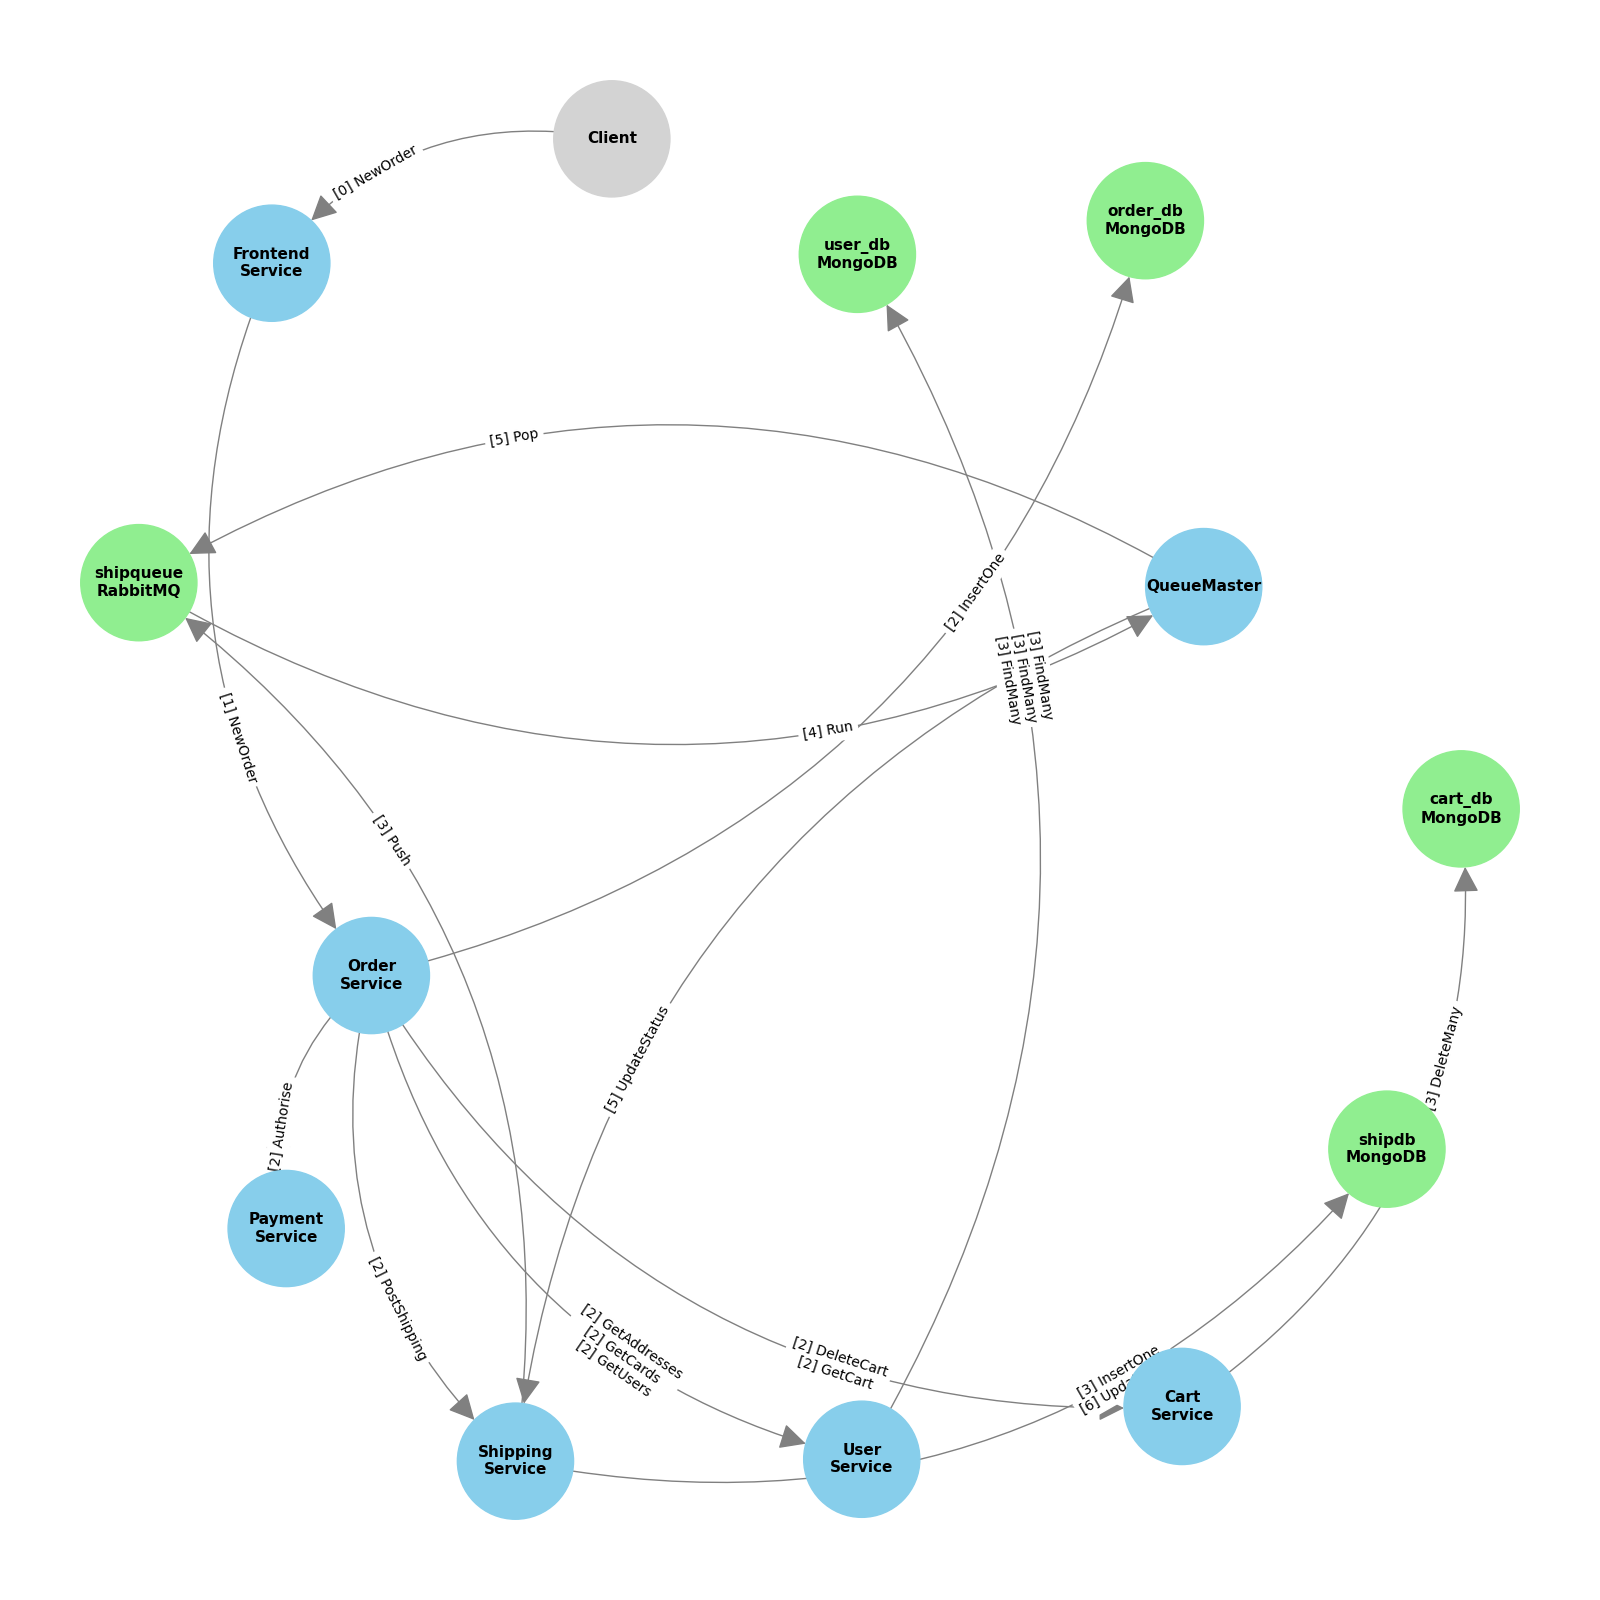 Client
[0] NewOrder
order_db
MongoDB
user_db
MongoDB
Frontend
Service
[5] Pop
[2] InsertOne
shipqueue
RabbitMQ
QueueMaster
[3] FindMany
[3] FindMany
[3] FindMany
[4] Run
[1] NewOrder
[3] Push
cart_db
MongoDB
Order
Service
[5] UpdateStatus
[3] DeleteMany
[2] Authorise
shipdb
MongoDB
Payment
Service
[2] PostShipping
[2] GetAddresses
[2] GetCards
[2] GetUsers
[2] DeleteCart
[2] GetCart
[3] InsertOne
[6]
Cart
Service
Shipping
Service
User
Service